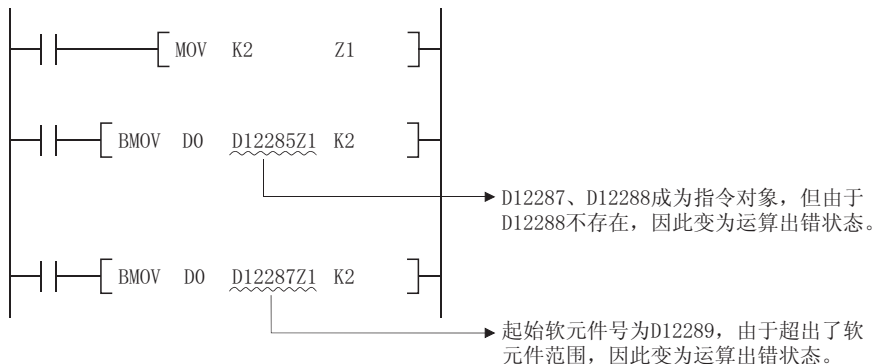 MOV K2 Z1
BMOV D0 D12285Z1 K2
D12287、D12288成为指令对象，但由于
D12288不存在，因此变为运算出错状态。
BMOV D0 D12287Z1 K2
起始软元件号为D12289，由于超出了软
元件范围，因此变为运算出错状态。